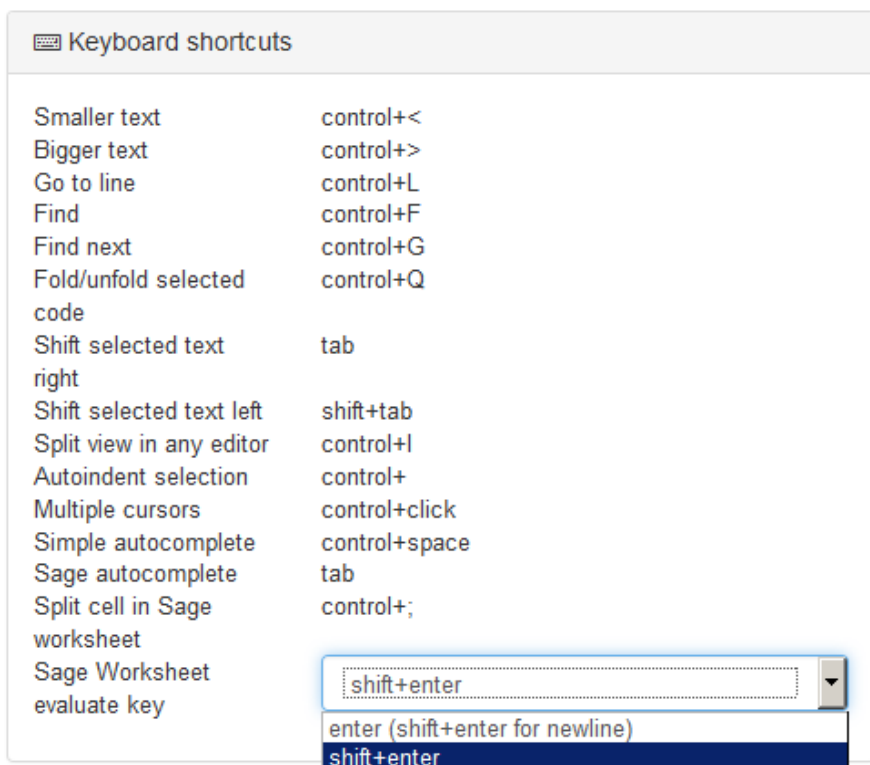 Keyboard shortcuts
Smaller text control+<
Bigger text control+>
Go to line control+L
Find control+F
Find next control+G
Fold/unfold selected control+Q
code
Shift selected text tab
right
Shift selected text left shift+tab
Split view in any editor control+I
Autoindent selection control+
Multiple cursors control+click
Simple autocomplete control+space
Sage autocomplete tab
Split cell in Sage control+;
worksheet
Sage Worksheet shift+enter
evaluate key
enter (shift+enter for newline)
shift+enter